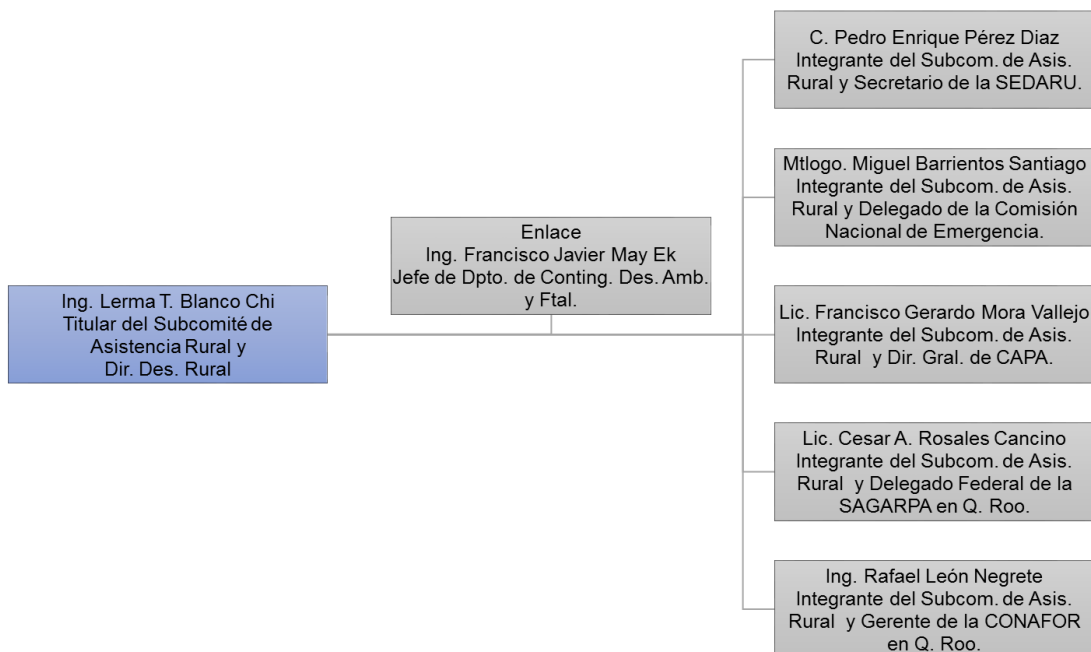 C. Pedro Enrique Pérez Diaz
Integrante del Subcom. de Asis.
Rural y Secretario de la SEDARU.
Mtlogo. Miguel Barrientos Santiago
Integrante del Subcom. de Asis.
Rural y Delegado de la Comisión
Nacional de Emergencia.
Enlace
Ing. Francisco Javier May Ek
Jefe de Dpto. de Conting. Des. Amb.
y Ftal.
Ing. Lerma T. Blanco Chi
Titular del Subcomité de
Asistencia Rural y
Dir. Des. Rural
Lic. Francisco Gerardo Mora Vallejo
Integrante del Subcom. de Asis.
Rural y Dir. Gral. de CAPA.
Lic. Cesar A. Rosales Cancino
Integrante del Subcom. de Asis.
Rural y Delegado Federal de la
SAGARPA en Q. Roo.
Ing. Rafael León Negrete
Integrante del Subcom. de Asis.
Rural y Gerente de la CONAFOR
en Q. Roo.